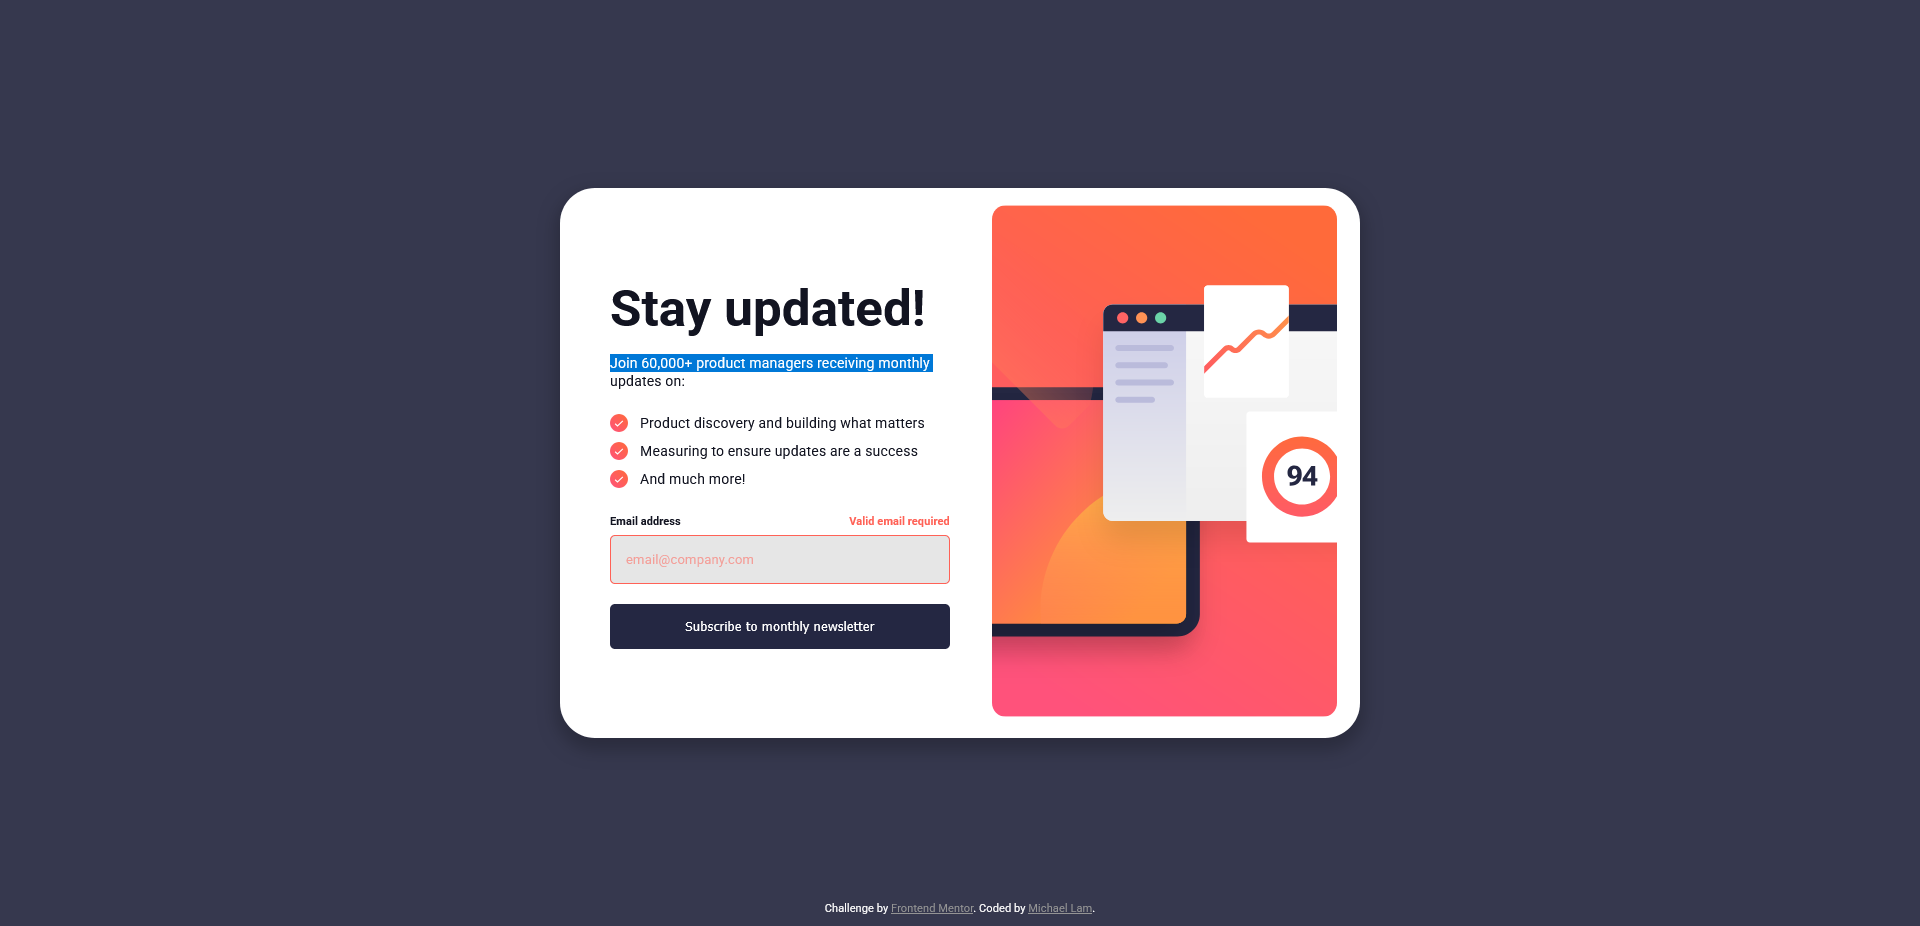 Stay updated!
Join 60,000+ product managers receiving monthly
updates on:
Product discovery and building what matters
Measuring to ensure updates are a success
And much more!
Email address
Valid email required
email@company.com
Subscribe to monthly newsletter
94
Challenge by Frontend Mentor. Coded by Michael Lam.